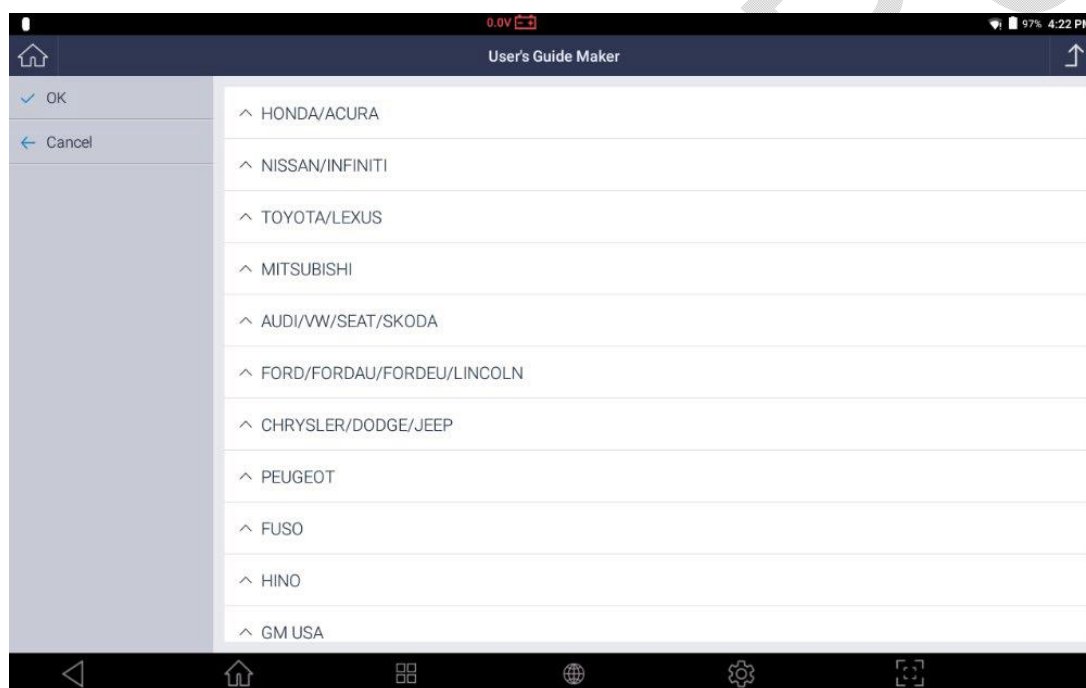 0.0V
97% 4:22 PM
User's Guide Maker
OK
Cancel
HONDA/ACURA
NISSAN/INFINITI
TOYOTA/LEXUS
MITSUBISHI
AUDI/VW/SEAT/SKODA
FORD/FORDAU/FORDEU/LINCOLN
CHRYSLER/DODGE/JEEP
PEUGEOT
FUSO
HINO
GM USA